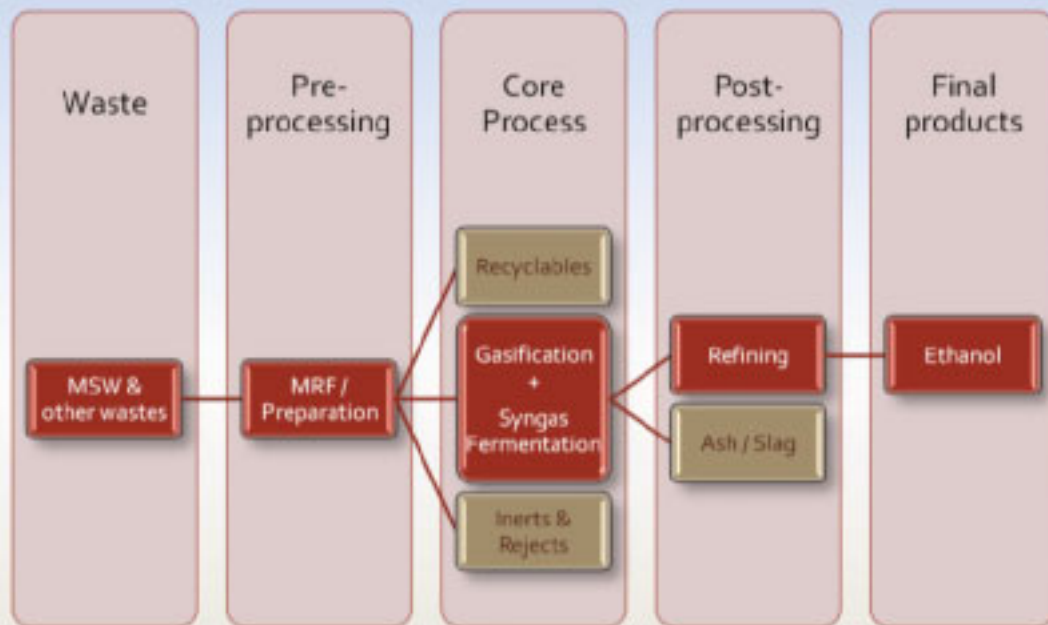 Waste
Pre-
processing
Core
Process
Post-
processing
Final
products
MSW &
other wastes
MRF /
Preparation
Recyclables
Gasification
+
Syngas
Fermentation
Inerts &
Rejects
Refining
Ash / Slag
Ethanol